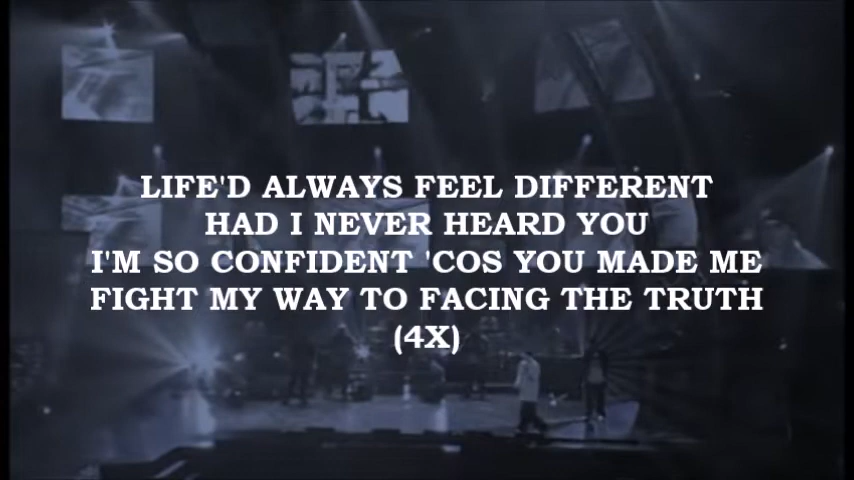 LIFE'D ALWAYS FEEL DIFFERENT
HAD I NEVER HEARD YOU
I'M SO CONFIDENT 'COS YOU MADE ME
FIGHT MY WAY TO FACING THE TRUTH
(4X)